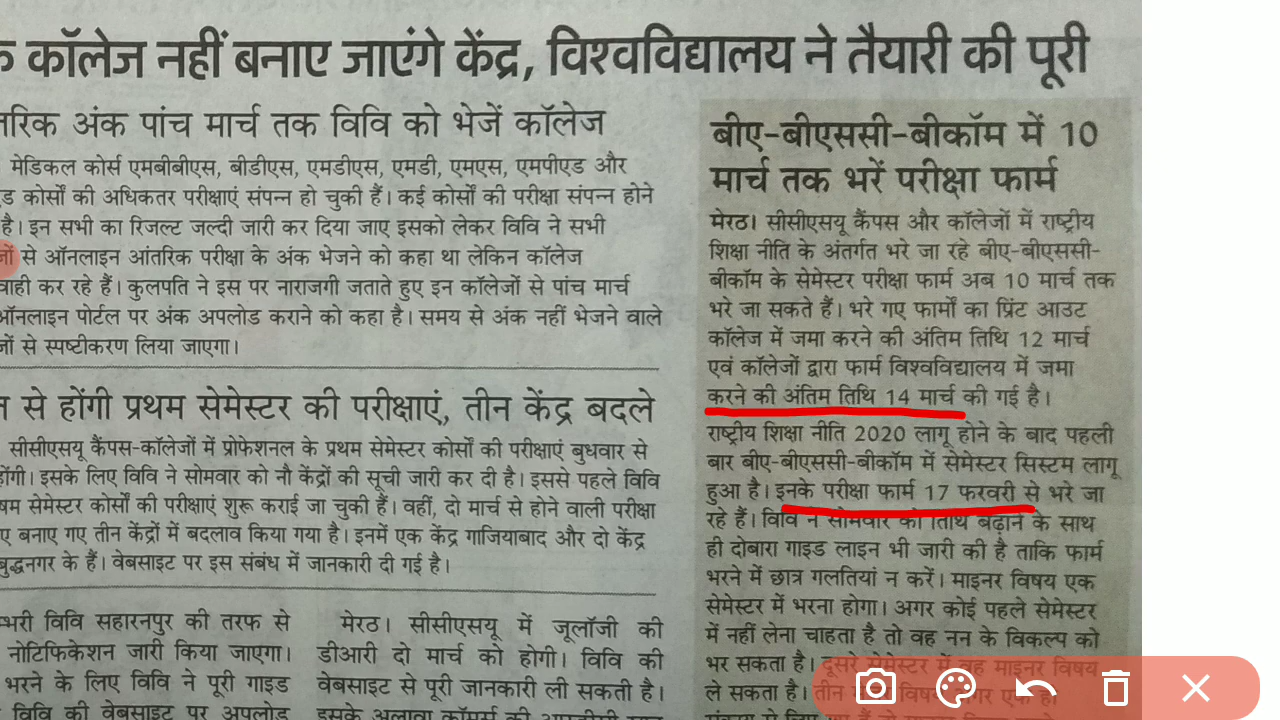 कॉलेज नहीं बनाए जाएंगे केंद्र, विश्वविद्यालय ने तैयारी की पूरी
अंक पांच मार्च तक विवि को भेजें कॉलेज
मेडिकल कोर्स एमबीबीएस, बीडीएस, एमडीएस, एमडी, एमएस, एमपीएड और
कोर्सों की अधिकतर परीक्षाएं संपन्न हो चुकी हैं। कई कोर्सों की परीक्षा संपन्न होने
है। इन सभी का रिजल्ट जल्दी जारी कर दिया जाए इसको लेकर विवि ने सभी
से ऑनलाइन आंतरिक परीक्षा के अंक भेजने को कहा था लेकिन कॉलेज
कर रहे हैं। कुलपति ने इस पर नाराजगी जताते हुए इन कॉलेजों से पांच मार्च
ऑनलाइन पोर्टल पर अंक अपलोड कराने को कहा है। समय से अंक नहीं भेजने वाले
से स्पष्टीकरण लिया जाएगा।
से होंगी प्रथम सेमेस्टर की परीक्षाएं, तीन केंद्र बदले
सीसीएसयू कैंपस-कॉलेजों में प्रोफेशनल के प्रथम सेमेस्टर कोर्सों की परीक्षाएं बुधवार से
होंगी। इसके लिए विवि ने सोमवार को नौ केंद्रों की सूची जारी कर दी है। इससे पहले विवि
सेमेस्टर कोर्सों की परीक्षाएं शुरू कराई जा चुकी हैं। वहीं, दो मार्च से होने वाली परीक्षा
बनाए गए तीन केंद्रों में बदलाव किया गया है। इनमें एक केंद्र गाजियाबाद और दो केंद्र
के हैं। वेबसाइट पर इस संबंध में जानकारी दी गई है।
विवि सहारनपुर की तरफ से
नोटिफिकेशन जारी किया जाएगा।
भरने के लिए विवि ने पूरी गाइड
विवि की वेबसाइट पर अपलोड
मेरठ। सीसीएसयू में जूलॉजी की
डीआरी दो मार्च को होगी। विवि की
वेबसाइट से पूरी जानकारी ली सकती है।
इसके अलावा कॉमर्स की
बीए-बीएससी-बीकॉम में 10
मार्च तक भरें परीक्षा फार्म
मेरठ। सीसीएसयू कैंपस और कॉलेजों में राष्ट्रीय
शिक्षा नीति के अंतर्गत भरे जा रहे बीए-बीएससी-
बीकॉम के सेमेस्टर परीक्षा फार्म अब 10 मार्च तक
भरे जा सकते हैं। भरे गए फार्मों का प्रिंट आउट
कॉलेज में जमा करने की अंतिम तिथि 12 मार्च
एवं कॉलेजों द्वारा फार्म विश्वविद्यालय में जमा
करने की अंतिम तिथि 14 मार्च की गई है।
राष्ट्रीय शिक्षा नीति 2020 लागू होने के बाद पहली
बार बीए-बीएससी-बीकॉम में सेमेस्टर सिस्टम लागू
हुआ है। इनके परीक्षा फार्म 17 फरवरी से भरे जा
रहे हैं। विवि ने सोमवार को तिथि बढ़ाने के साथ
ही दोबारा गाइड लाइन भी जारी की है ताकि फार्म
भरने में छात्र गलतियां न करें। माइनर विषय एक
सेमेस्टर में भरना होगा। अगर कोई पहले सेमेस्टर
में नहीं लेना चाहता है तो वह नन के विकल्प को
भर सकता है। दूसरे सेमेस्टर में वह माइनर विषय
ले सकता है। तीन